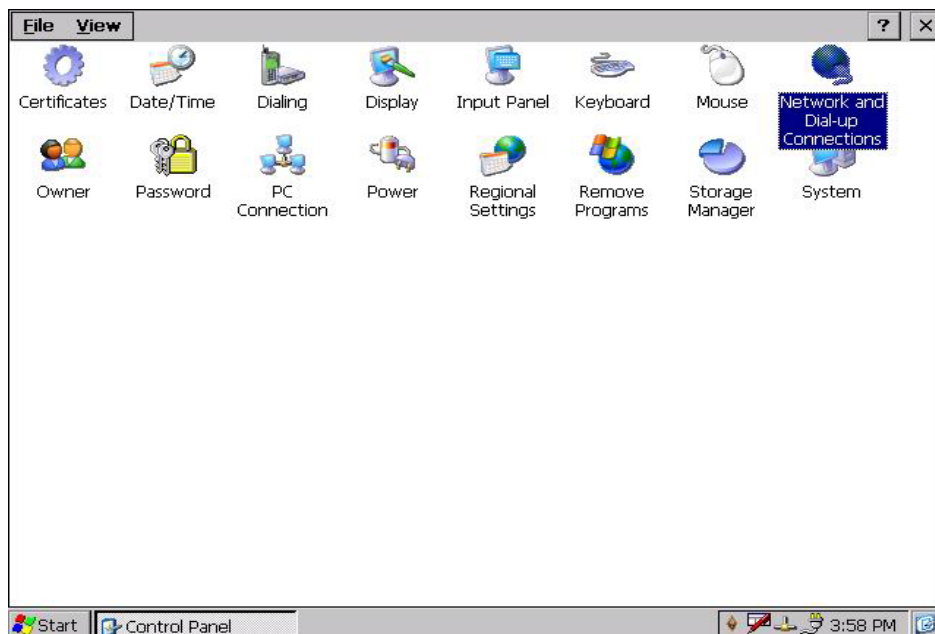 File View ? ×
Certificates Date/Time Dialing Display Input Panel Keyboard Mouse Network and
Dial-up
Connections
Owner Password PC Power Regional Remove Storage System
Connection Settings Programs Manager
Start Control Panel 3:58 PM